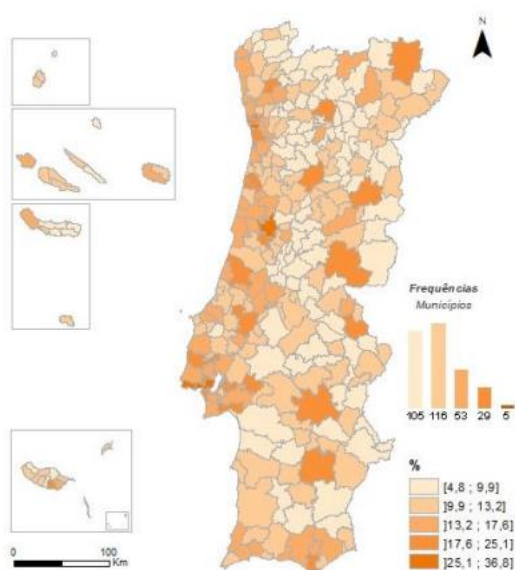 N
Frequências
Municípios
105 116 53 29 5
%
]4,8 ; 9,9]
]9,9 ; 13,2]
]13,2 ; 17,6]
]17,6 ; 25,1]
]25,1 ; 36,8]
0 100
Km